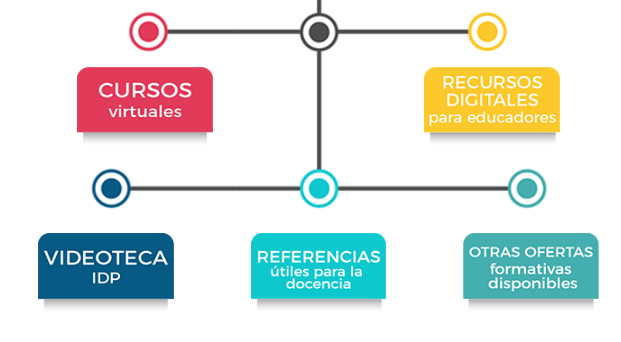 CURSOS
virtuales
RECURSOS
DIGITALES
para educadores
VIDEOTECA
IDP
REFERENCIAS
útiles para la
docencia
OTRAS OFERTAS
formativas
disponibles